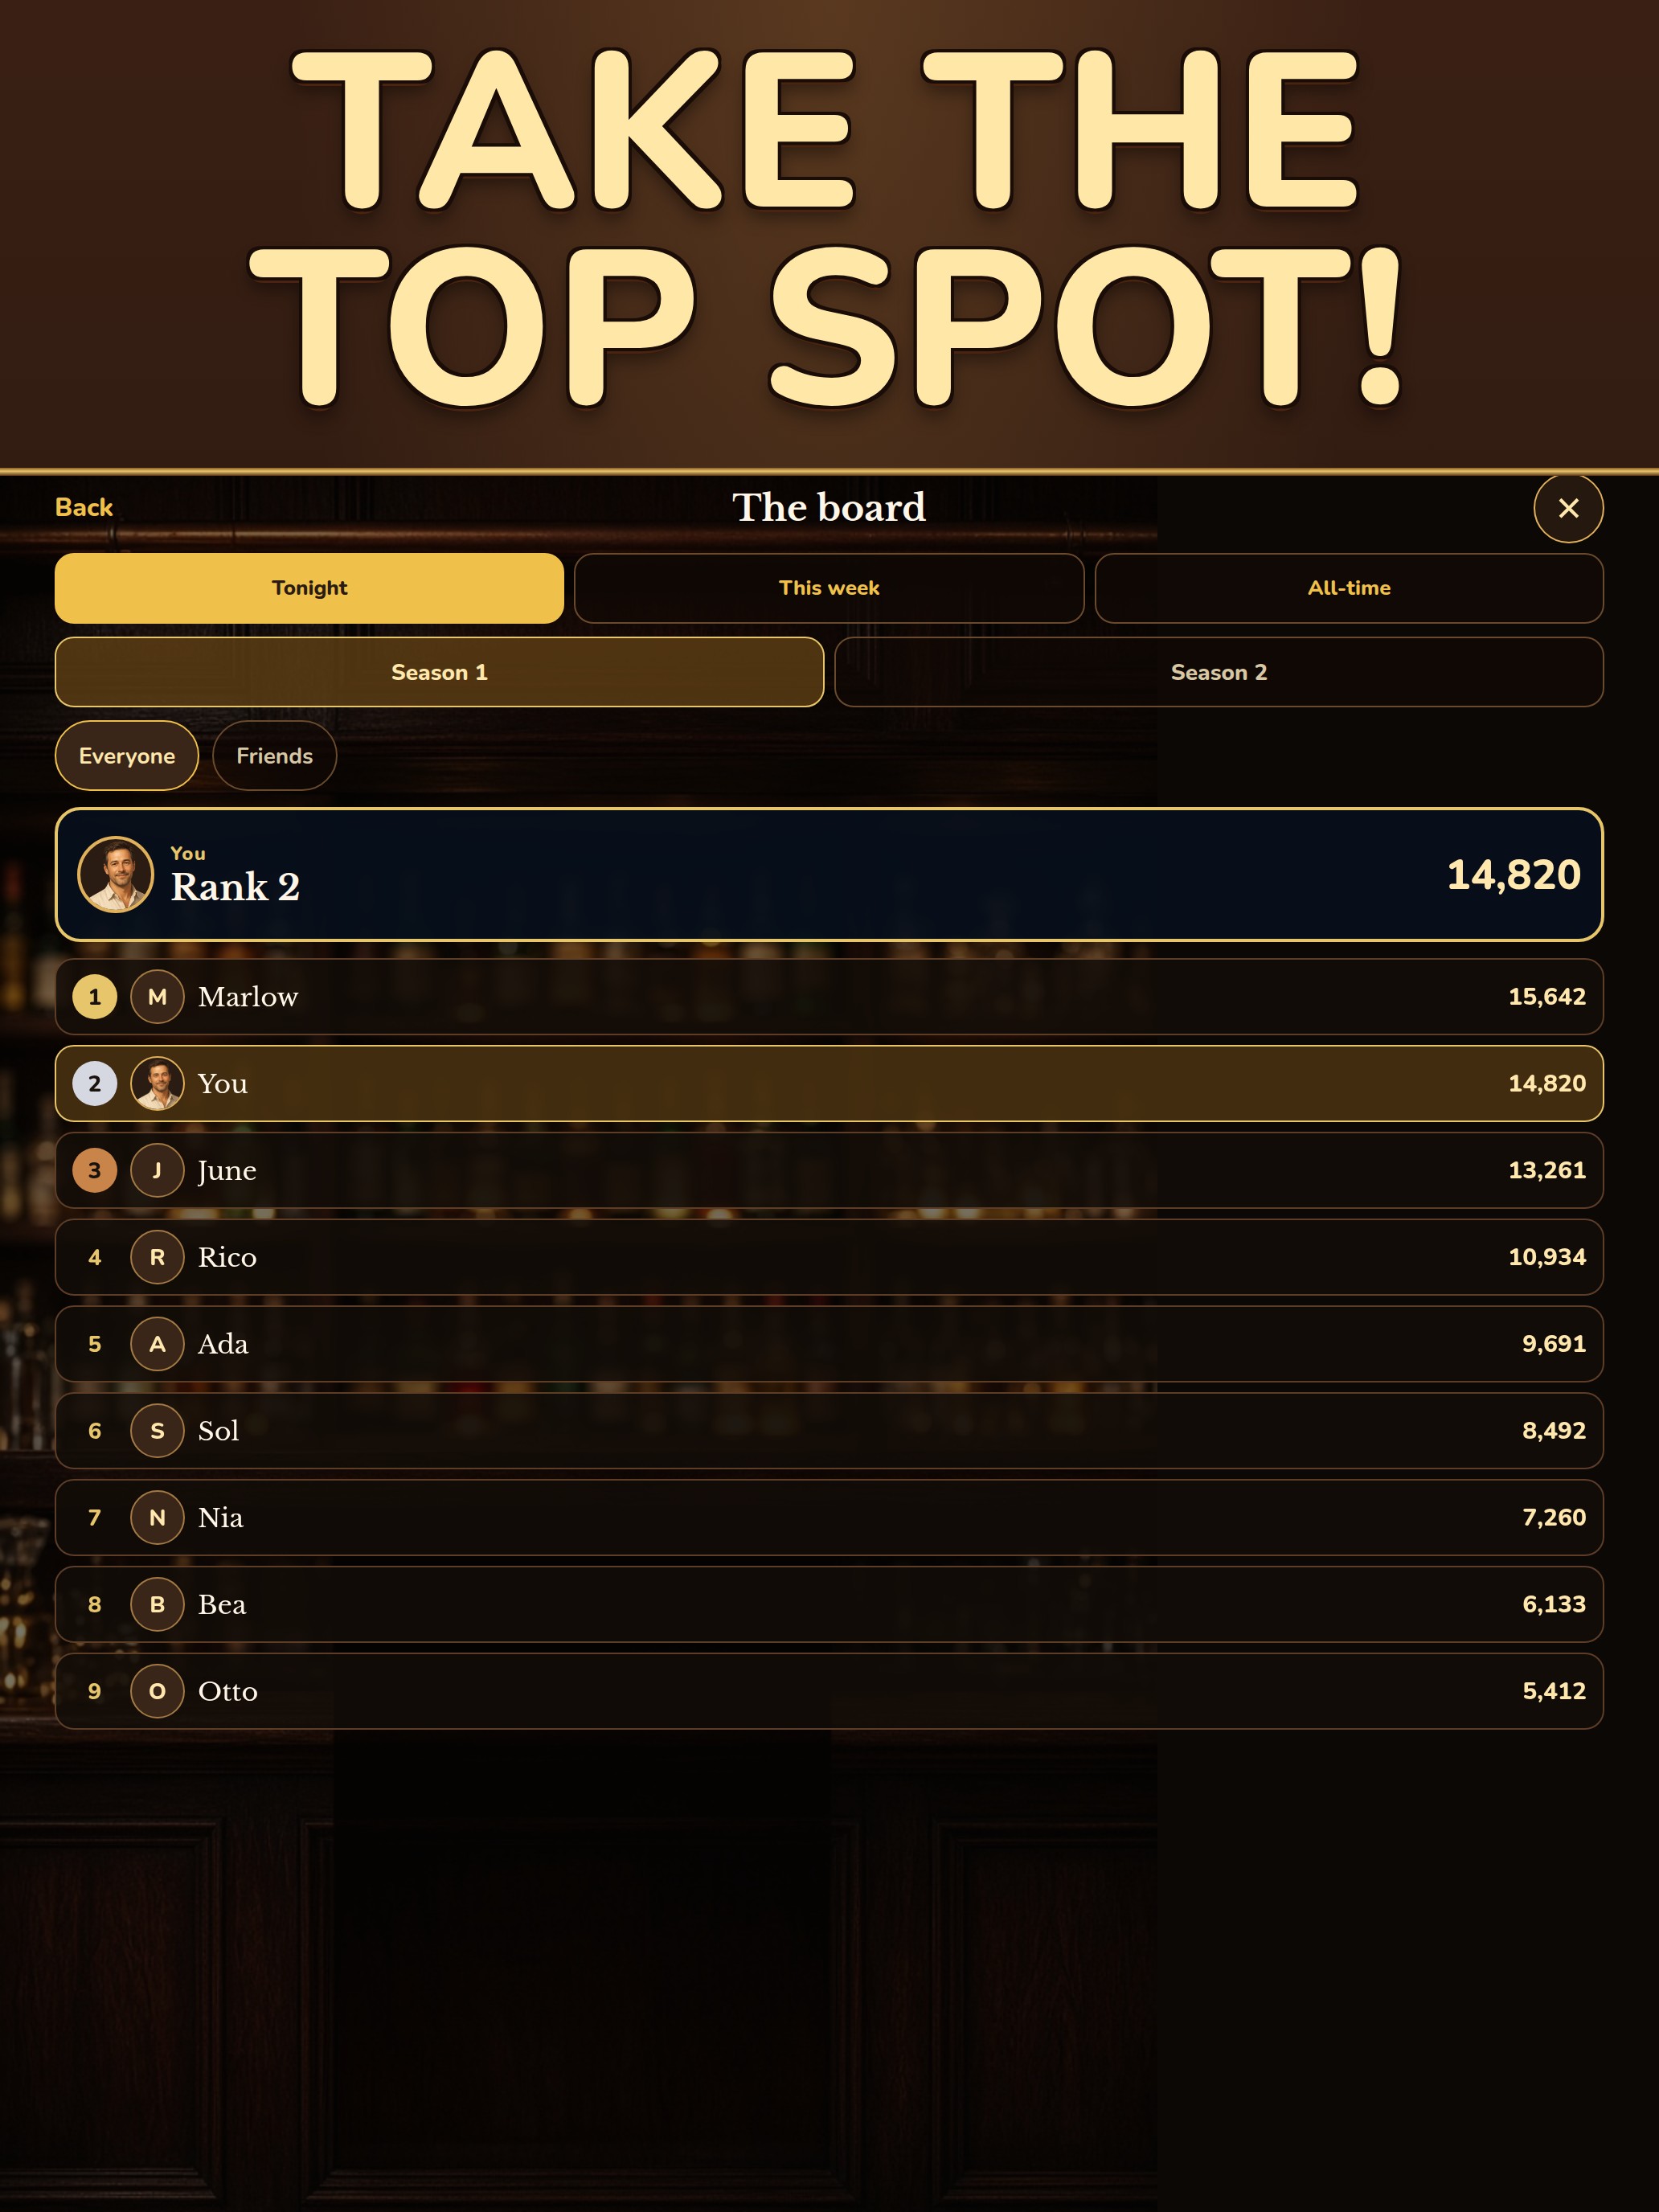 TAKE THE
TOP SPOT!
Back
The board
Tonight
This week
All-time
Season 1
Season 2
Everyone
Friends
You
Rank 2
14,820
1 M Marlow 15,642
2 You 14,820
3 J June 13,261
4 R Rico 10,934
5 A Ada 9,691
6 S Sol 8,492
7 N Nia 7,260
8 B Bea 6,133
9 O Otto 5,412